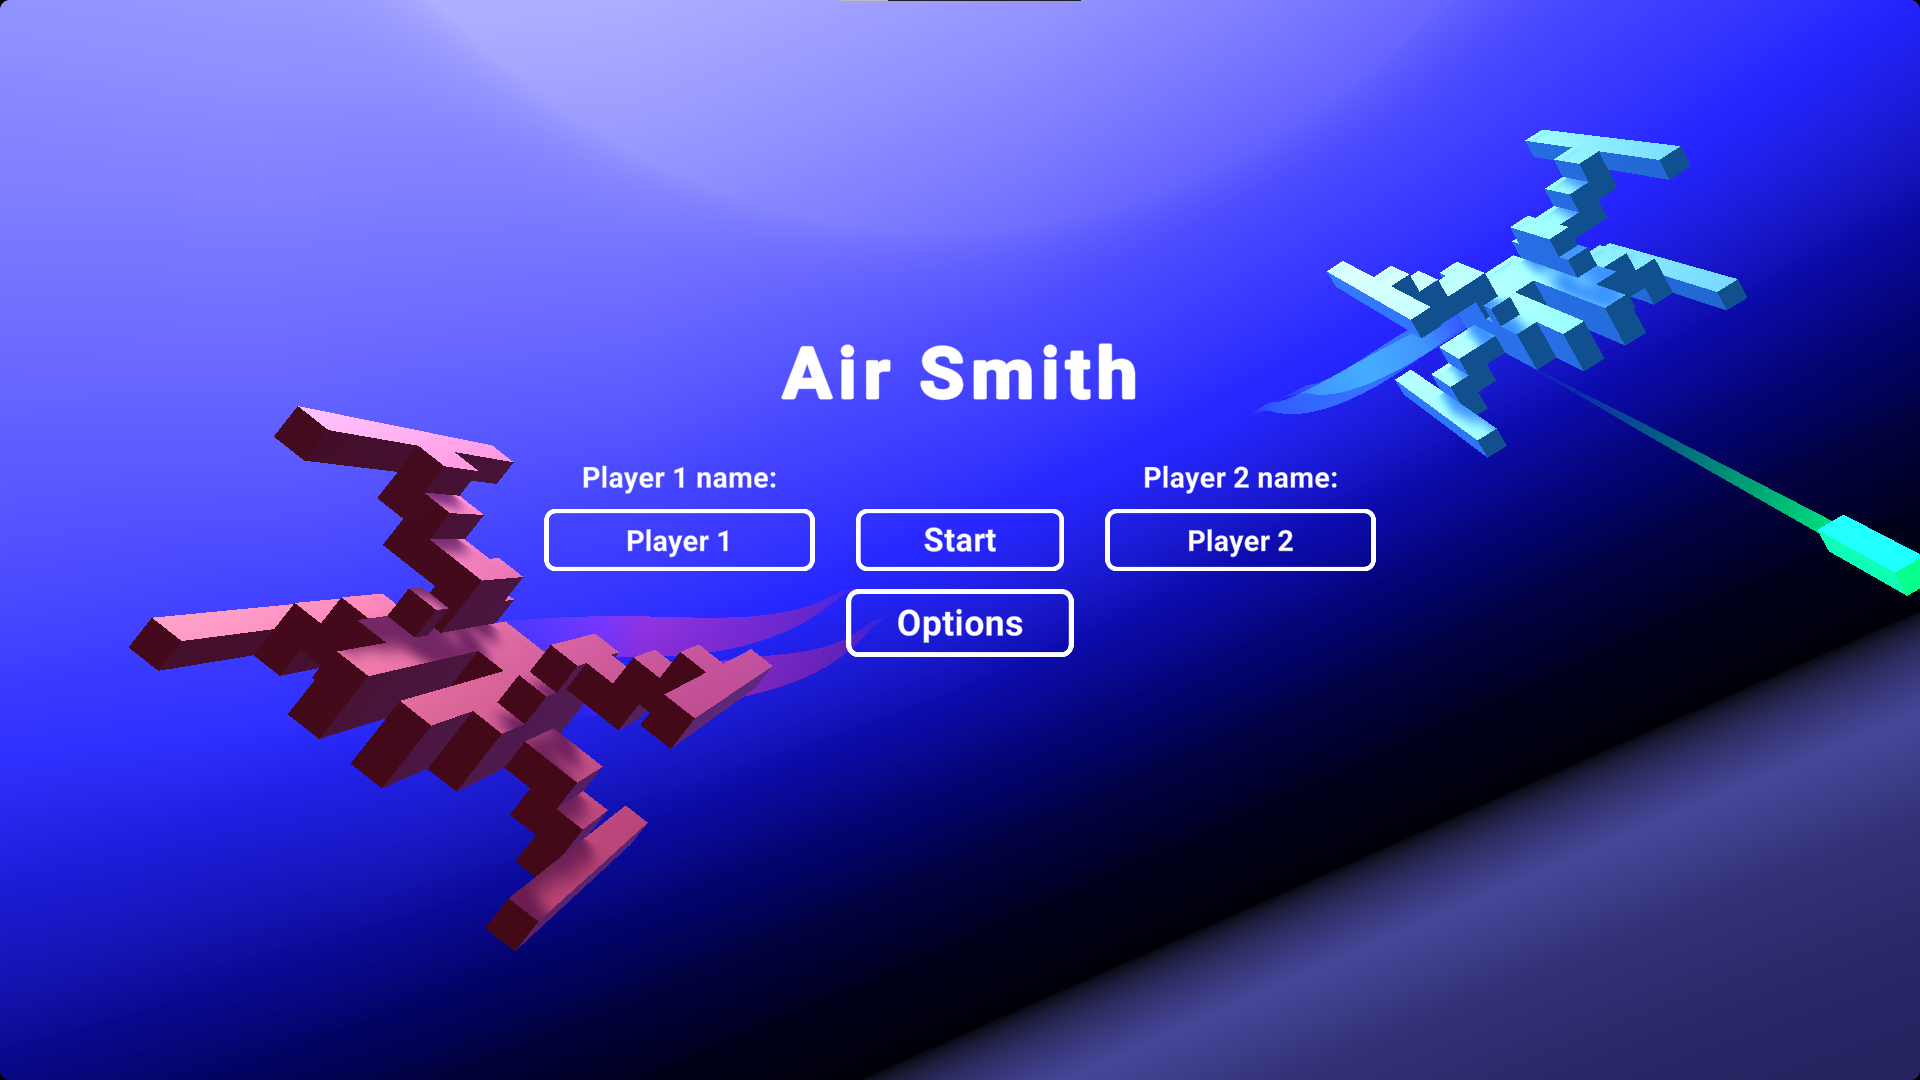 Air Smith
Player 1 name:
Player 2 name:
Player 1
Start
Player 2
Options